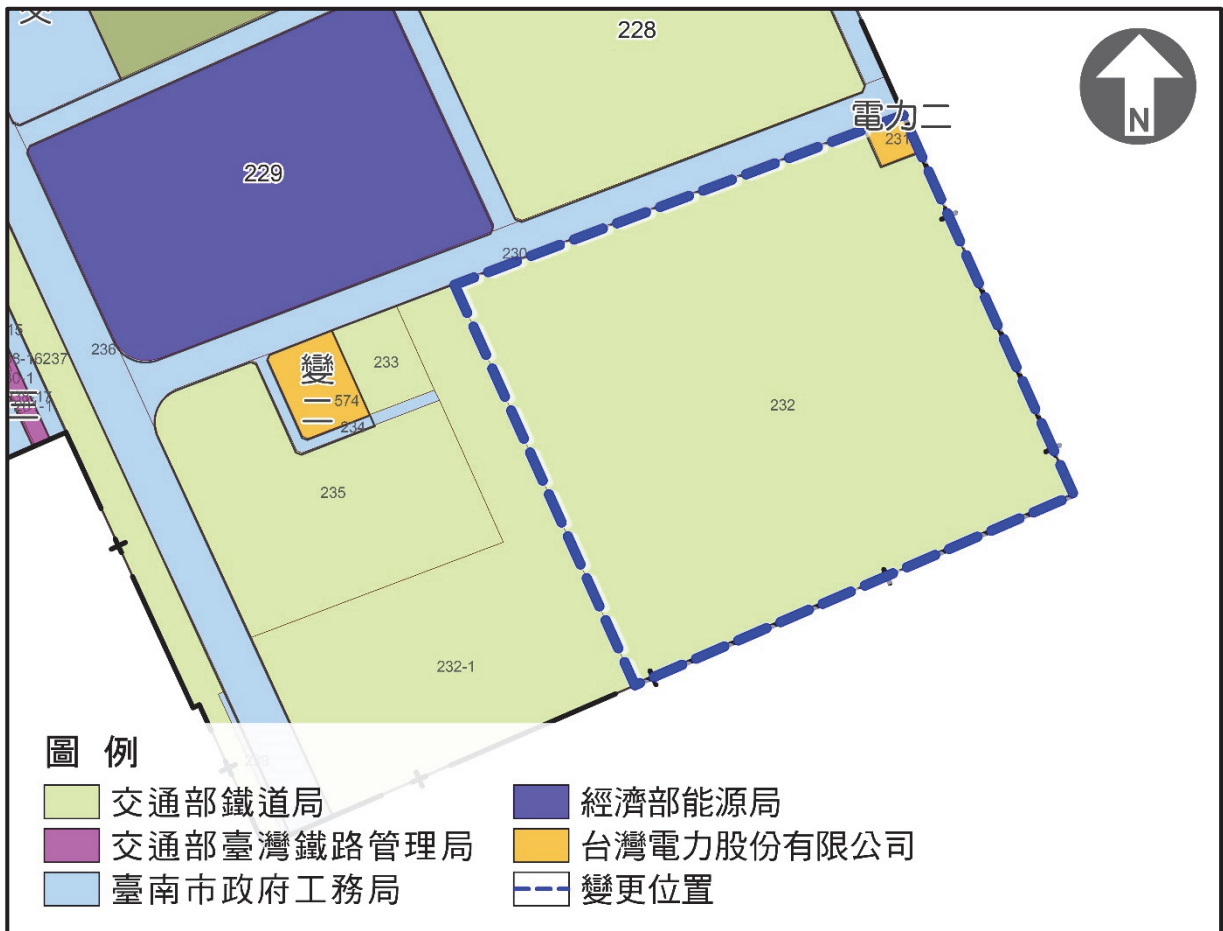 228
N
電力二
231
229
230
236
237
233
變
二
574
234
232
235
232-1
圖 例
交通部鐵道局
經濟部能源局
交通部臺灣鐵路管理局
台灣電力股份有限公司
臺南市政府工務局
變更位置